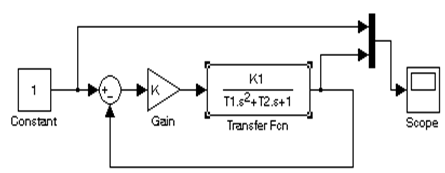 1
Constant
+
-
K
Gain
K1
T1.s²+T2.s+1
Transfer Fcn
Scope